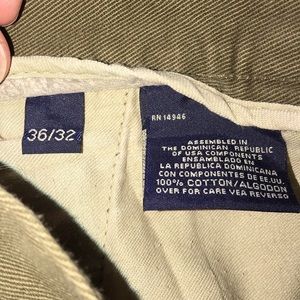 36/32
RN 14946
ASSEMBLED IN
THE DOMINICAN REPUBLIC
OF USA COMPONENTS
ENSAMBLADO EN
LA REPUBLICA DOMINICANA
CON COMPONENTES DE EE.UU.
100% COTTON/ALGODON
OVER FOR CARE VEA REVERSO